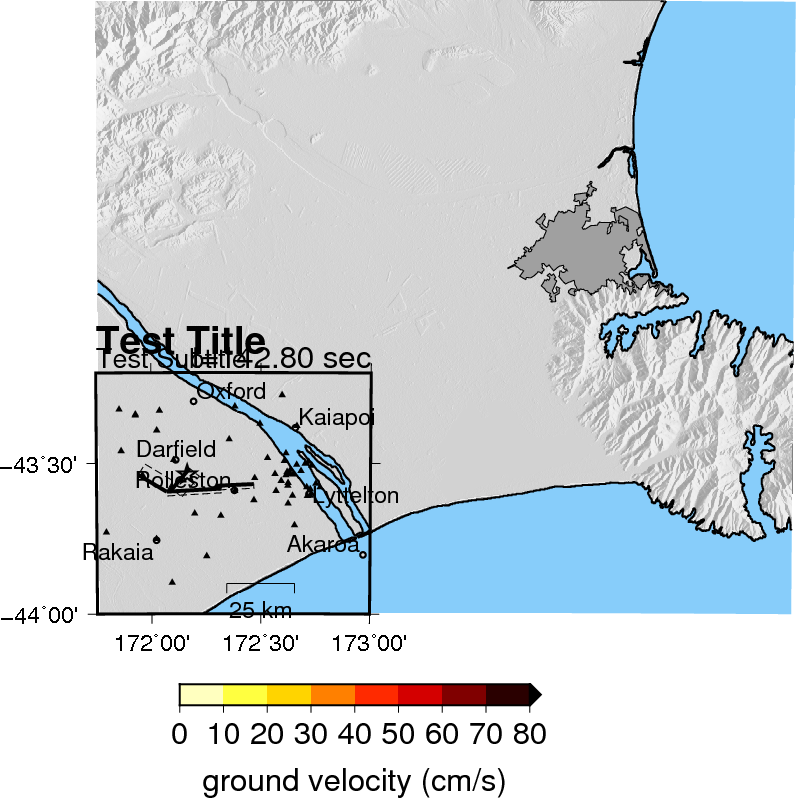 Test Title
Test Subtitle
t= 42.80 sec
Oxford
Kaiapoi
Darfield
−43˚30'
Rolleston
Lyttelton
Rakaia
Akaroa
25 km
−44˚00'
172˚00' 172˚30' 173˚00'
0 10 20 30 40 50 60 70 80
ground velocity (cm/s)